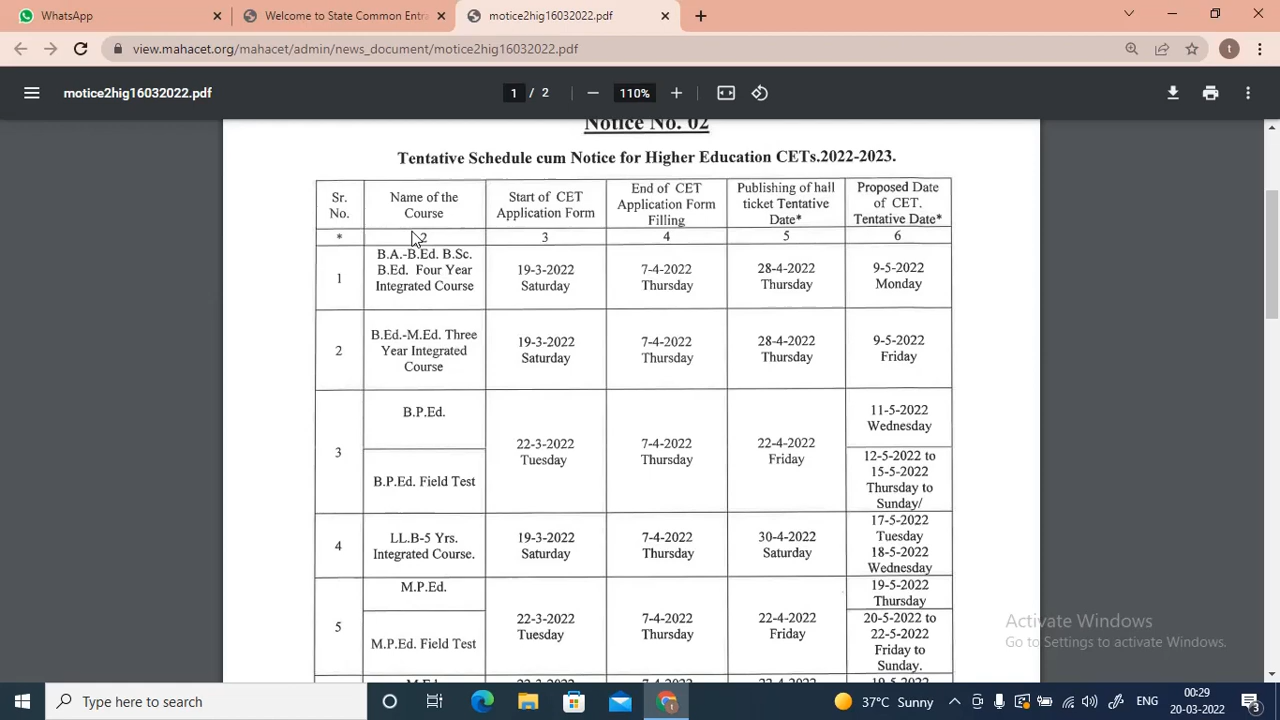 WhatsApp
Welcome to State Common Entra
motice2hig16032022.pdf
view.mahacet.org/mahacet/admin/news_document/motice2hig16032022.pdf
t
motice2hig16032022.pdf
1 / 2
110%
Notice No. 02
Tentative Schedule cum Notice for Higher Education CETs.2022-2023.
Sr. No.
Name of the Course
Start of CET Application Form
End of CET Application Form Filling
Publishing of hall ticket Tentative Date*
Proposed Date of CET. Tentative Date*
* 2 3 4 5 6
1
B.A.-B.Ed. B.Sc.
B.Ed. Four Year
Integrated Course
19-3-2022
Saturday
7-4-2022
Thursday
28-4-2022
Thursday
9-5-2022
Monday
2
B.Ed.-M.Ed. Three
Year Integrated
Course
19-3-2022
Saturday
7-4-2022
Thursday
28-4-2022
Thursday
9-5-2022
Friday
3
B.P.Ed.
B.P.Ed. Field Test
22-3-2022
Tuesday
7-4-2022
Thursday
22-4-2022
Friday
11-5-2022
Wednesday
12-5-2022 to
15-5-2022
Thursday to
Sunday/
4
LL.B-5 Yrs.
Integrated Course.
19-3-2022
Saturday
7-4-2022
Thursday
30-4-2022
Saturday
17-5-2022
Tuesday
18-5-2022
Wednesday
5
M.P.Ed.
M.P.Ed. Field Test
22-3-2022
Tuesday
7-4-2022
Thursday
22-4-2022
Friday
19-5-2022
Thursday
20-5-2022 to
22-5-2022
Friday to
Sunday.
Activate Windows
Go to Settings to activate Windows.
Type here to search
37°C Sunny
ENG
00:29
20-03-2022
3